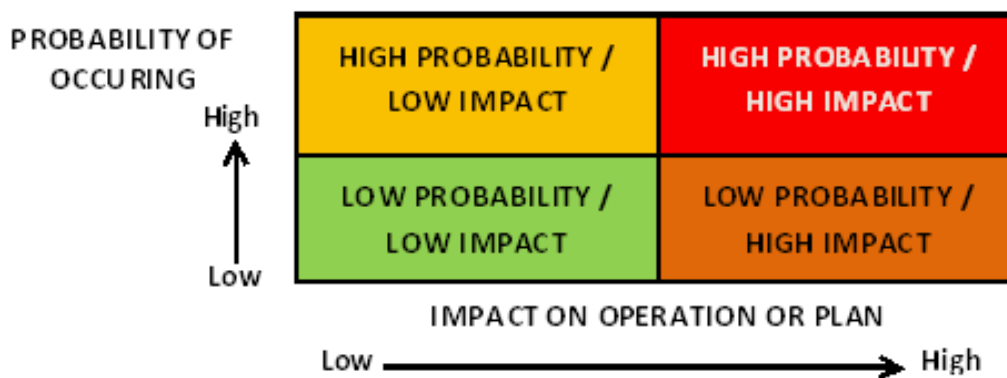 PROBABILITY OF
OCCURING
High
Low
HIGH PROBABILITY /
LOW IMPACT
HIGH PROBABILITY /
HIGH IMPACT
LOW PROBABILITY /
LOW IMPACT
LOW PROBABILITY /
HIGH IMPACT
IMPACT ON OPERATION OR PLAN
Low
High